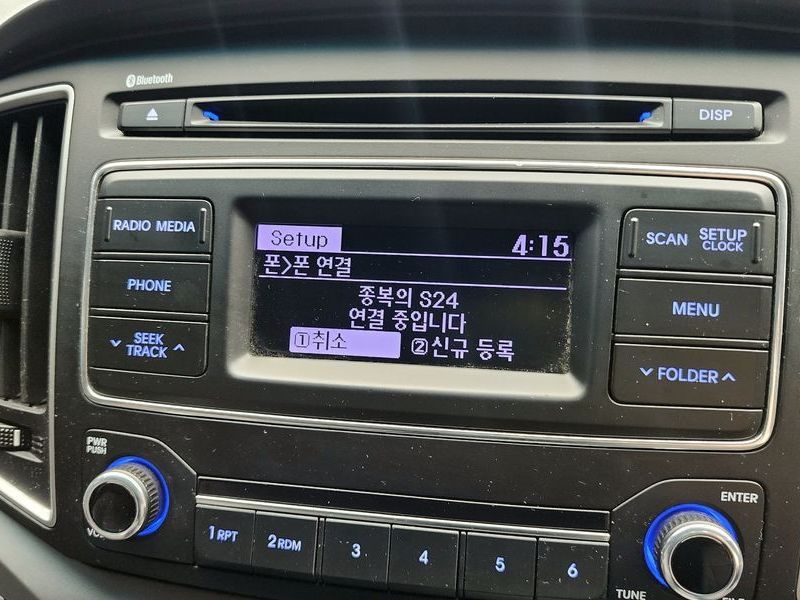 Bluetooth
DISP
RADIO MEDIA
PHONE
SEEK
TRACK
Setup 4:15
폰>폰 연결
종복의 S24
연결 중입니다
①취소 ②신규 등록
SCAN SETUP
CLOCK
MENU
FOLDER
PWR
PUSH
1 RPT 2 RDM 3 4 5 6
ENTER
TUNE